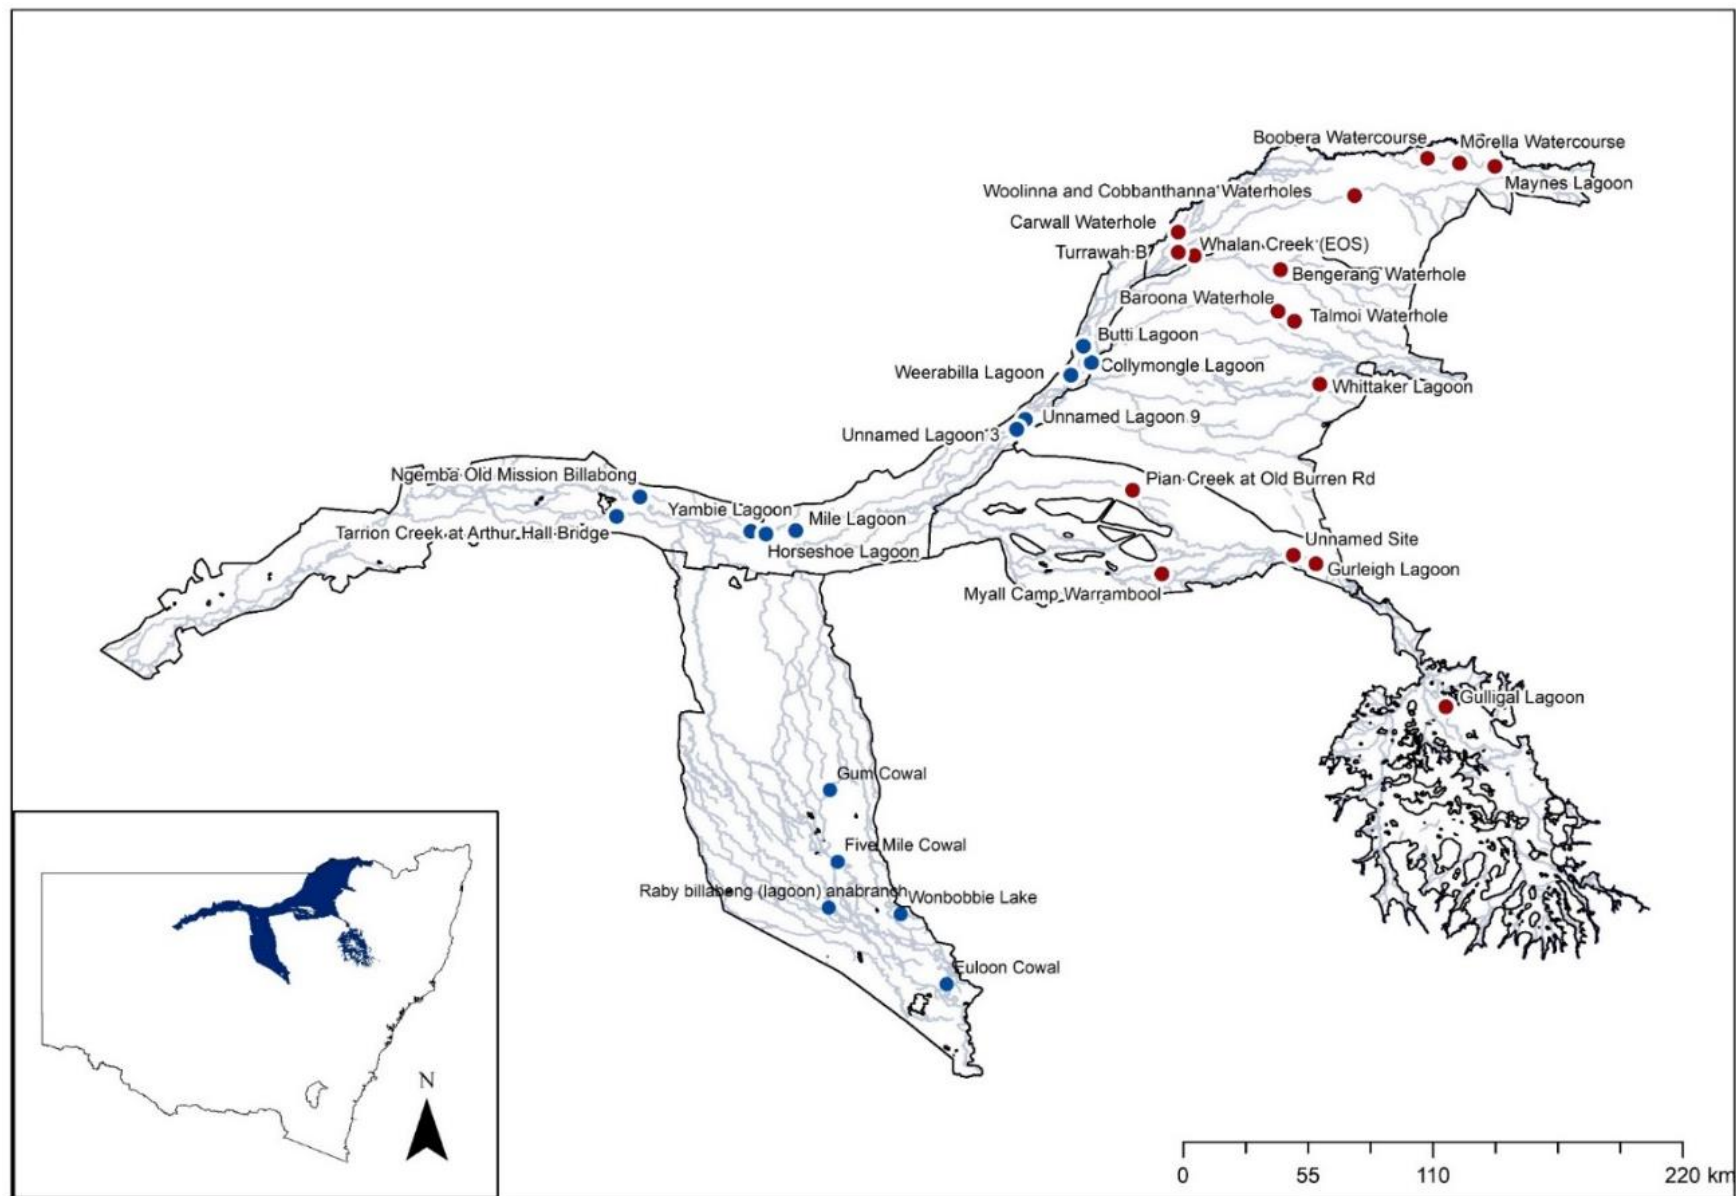 Boobera Watercourse
Morella Watercourse
Maynes Lagoon
Woolinna and Cobbanthanna Waterholes
Carwall Waterhole
Turrawah B
Whalan Creek (EOS)
Bengerang Waterhole
Baroona Waterhole
Talmoi Waterhole
Butti Lagoon
Collymongle Lagoon
Weerabilla Lagoon
Whittaker Lagoon
Unnamed Lagoon 9
Unnamed Lagoon 3
Ngemba Old Mission Billabong
Pian Creek at Old Burren Rd
Yambie Lagoon
Mile Lagoon
Tarrion Creek at Arthur Hall Bridge
Horseshoe Lagoon
Unnamed Site
Gurleigh Lagoon
Myall Camp Warrambool
Gulligal Lagoon
Gum Cowal
Five Mile Cowal
Raby billabong (lagoon) anabranch
Wonbobbie Lake
Euloon Cowal
N
0 55 110 220 km